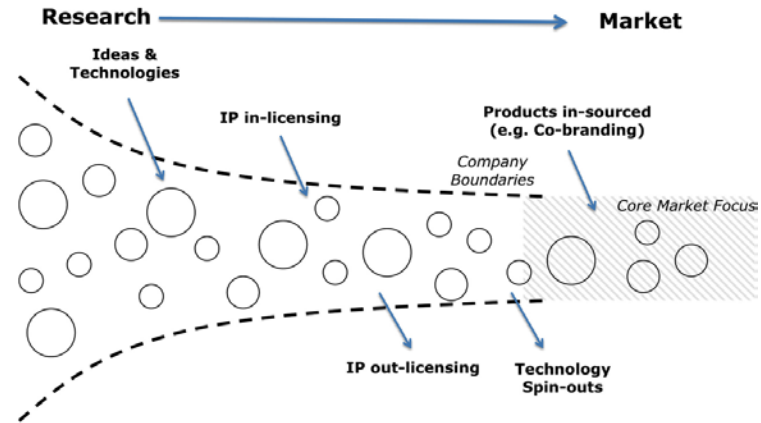 Research
Market
Ideas &
Technologies
IP in-licensing
Products in-sourced
(e.g. Co-branding)
Company
Boundaries
Core Market Focus
IP out-licensing
Technology
Spin-outs